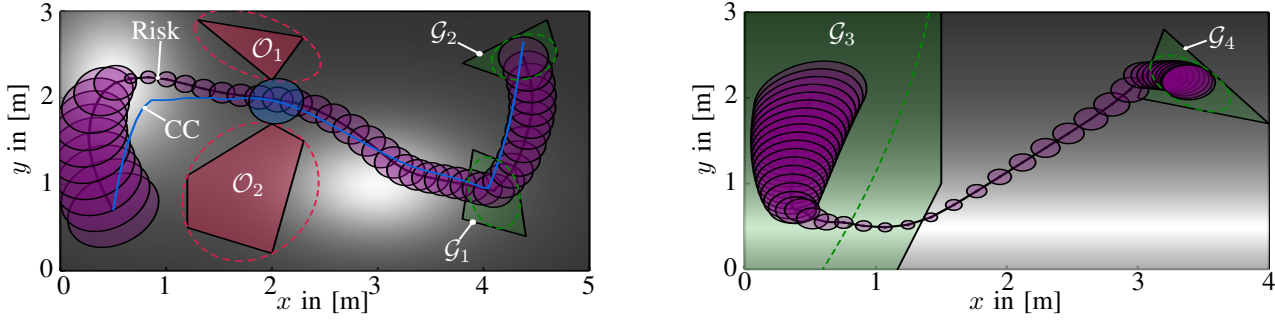 3
2
1
0
y in [m]
0 1 2 3 4 5
x in [m]
Risk
CC
𝒪₁
𝒪₂
𝒢₂
𝒢₁
3
2
1
0
y in [m]
0 1 2 3 4
x in [m]
𝒢₃
𝒢₄